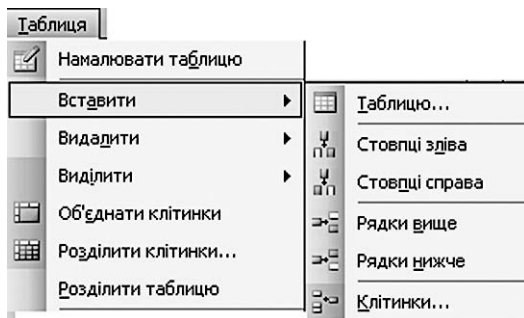 Таблиця
Намалювати таблицю
Вставити
Видалити
Виділити
Об'єднати клітинки
Розділити клітинки...
Розділити таблицю
Таблицю...
Стовпці зліва
Стовпці справа
Рядки вище
Рядки нижче
Клітинки...